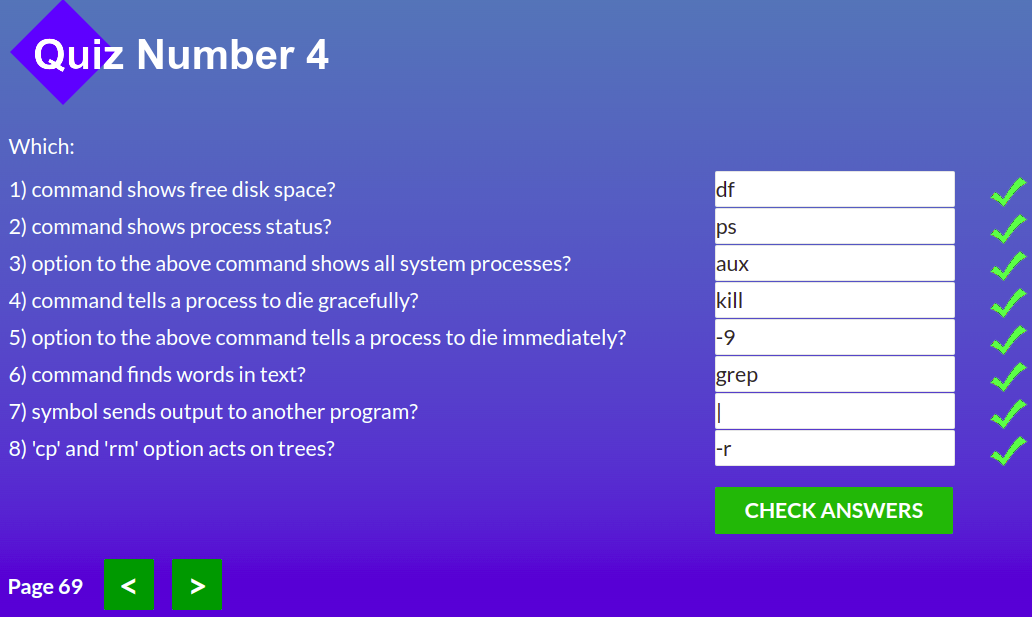 Quiz Number 4
Which:
1) command shows free disk space? df
2) command shows process status? ps
3) option to the above command shows all system processes? aux
4) command tells a process to die gracefully? kill
5) option to the above command tells a process to die immediately? -9
6) command finds words in text? grep
7) symbol sends output to another program? |
8) 'cp' and 'rm' option acts on trees? -r
CHECK ANSWERS
Page 69 < >